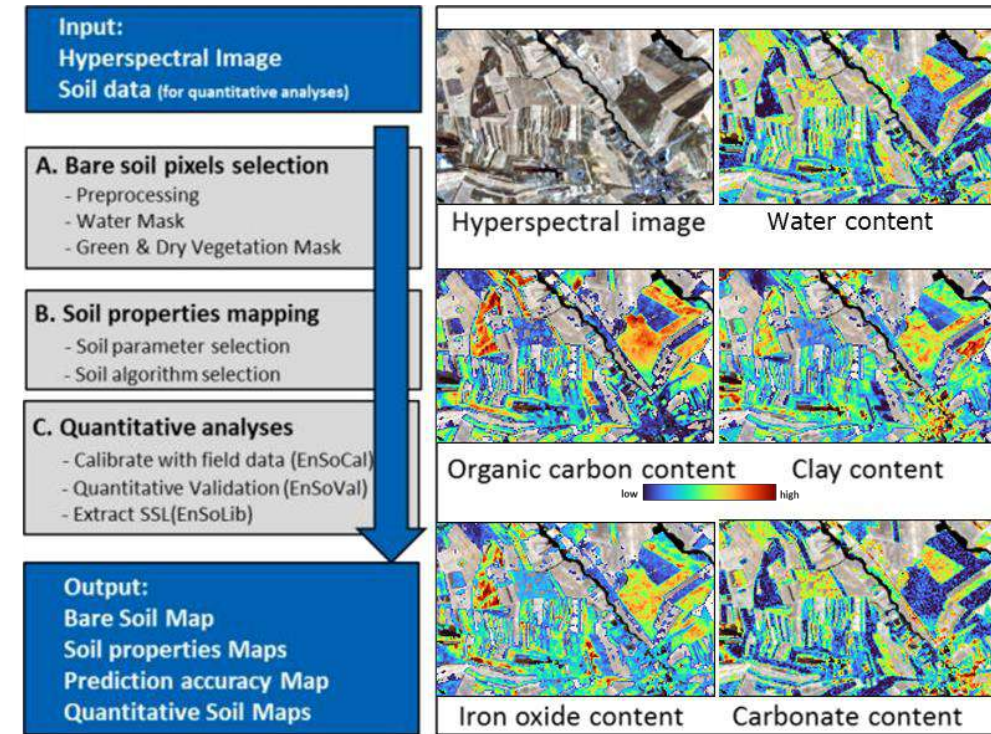 Input:
Hyperspectral Image
Soil data (for quantitative analyses)
A. Bare soil pixels selection
- Preprocessing
- Water Mask
- Green & Dry Vegetation Mask
B. Soil properties mapping
- Soil parameter selection
- Soil algorithm selection
C. Quantitative analyses
- Calibrate with field data (EnSoCal)
- Quantitative Validation (EnSoVal)
- Extract SSL(EnSoLib)
Output:
Bare Soil Map
Soil properties Maps
Prediction accuracy Map
Quantitative Soil Maps
Hyperspectral image
Water content
Organic carbon content
Clay content
low
high
Iron oxide content
Carbonate content